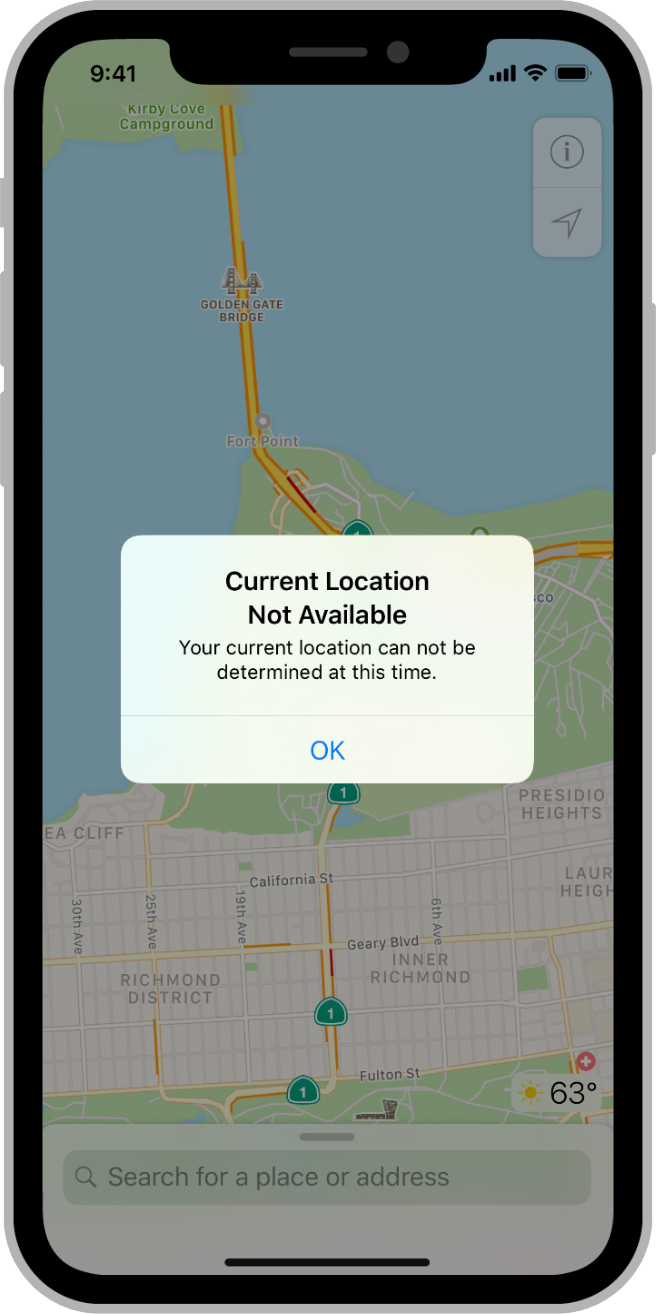 9:41
Kirby Cove
Campground
GOLDEN GATE
BRIDGE
Fort Point
1
Current Location
Not Available
Your current location can not be
determined at this time.
OK
sco
1
PRESIDIO
HEIGHTS
EA CLIFF
LAUR
HEIGH
California St
30th Ave
25th Ave
19th Ave
6th Ave
Geary Blvd
INNER
RICHMOND
RICHMOND
DISTRICT
1
Fulton St
1
63°
Search for a place or address